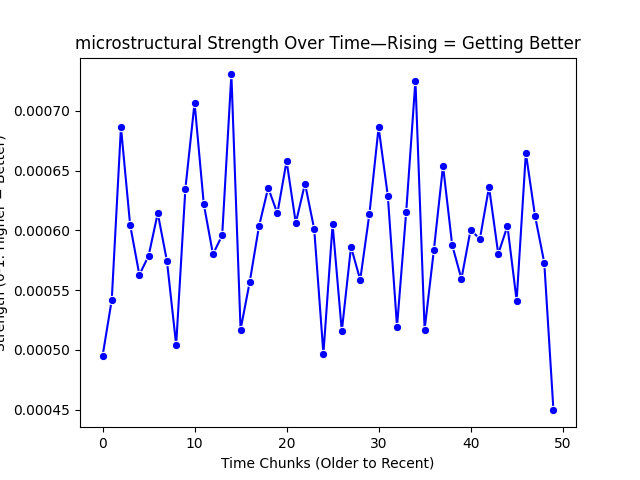 microstructural Strength Over Time—Rising = Getting Better
Strength (0-1: Higher = Better)
0.00070
0.00065
0.00060
0.00055
0.00050
0.00045
0 10 20 30 40 50
Time Chunks (Older to Recent)